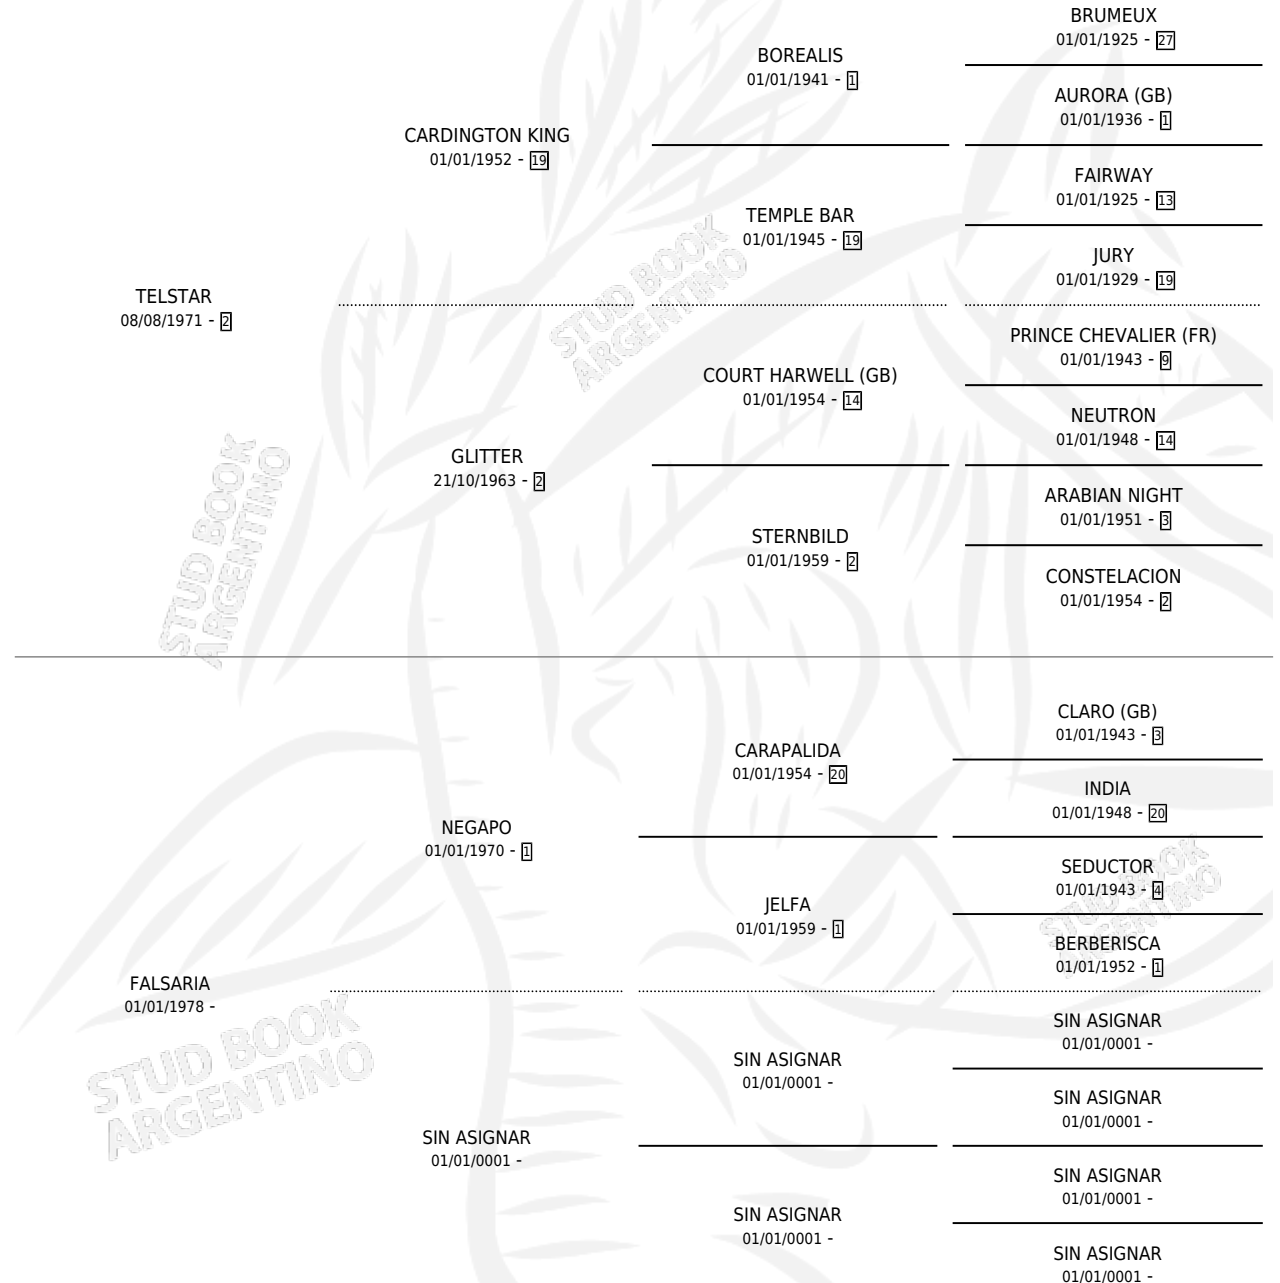 BRUMEUX
01/01/1925 - 27
BOREALIS
01/01/1941 - 1
AURORA (GB)
01/01/1936 - 1
CARDINGTON KING
01/01/1952 - 19
FAIRWAY
01/01/1925 - 13
TEMPLE BAR
01/01/1945 - 19
JURY
01/01/1929 - 19
TELSTAR
08/08/1971 - 2
PRINCE CHEVALIER (FR)
01/01/1943 - 9
COURT HARWELL (GB)
01/01/1954 - 14
NEUTRON
01/01/1948 - 14
GLITTER
21/10/1963 - 2
ARABIAN NIGHT
01/01/1951 - 3
STERNBILD
01/01/1959 - 2
CONSTELACION
01/01/1954 - 2
CLARO (GB)
01/01/1943 - 3
CARAPALIDA
01/01/1954 - 20
INDIA
01/01/1948 - 20
NEGAPO
01/01/1970 - 1
SEDUCTOR
01/01/1943 - 4
JELFA
01/01/1959 - 1
BERBERISCA
01/01/1952 - 1
FALSARIA
01/01/1978 -
SIN ASIGNAR
01/01/0001 -
SIN ASIGNAR
01/01/0001 -
SIN ASIGNAR
01/01/0001 -
SIN ASIGNAR
01/01/0001 -
SIN ASIGNAR
01/01/0001 -
SIN ASIGNAR
01/01/0001 -
SIN ASIGNAR
01/01/0001 -
STUD BOOK
ARGENTINO
STUD BOOK
ARGENTINO
STUD BOOK
ARGENTINO
STUD BOOK
ARGENTINO